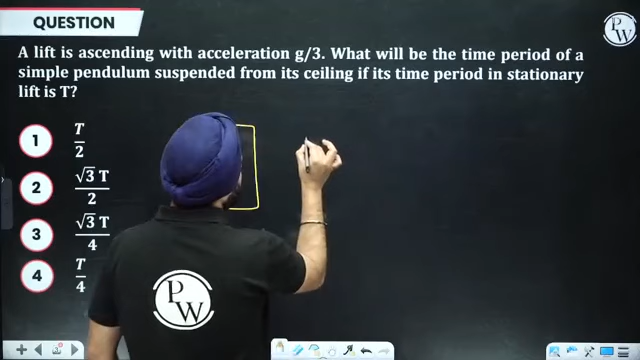 QUESTION
A lift is ascending with acceleration g/3. What will be the time period of a
simple pendulum suspended from its ceiling if its time period in stationary
lift is T?
1 T/2
2 √3 T/2
3 √3 T/4
4 T/4
PW
PW